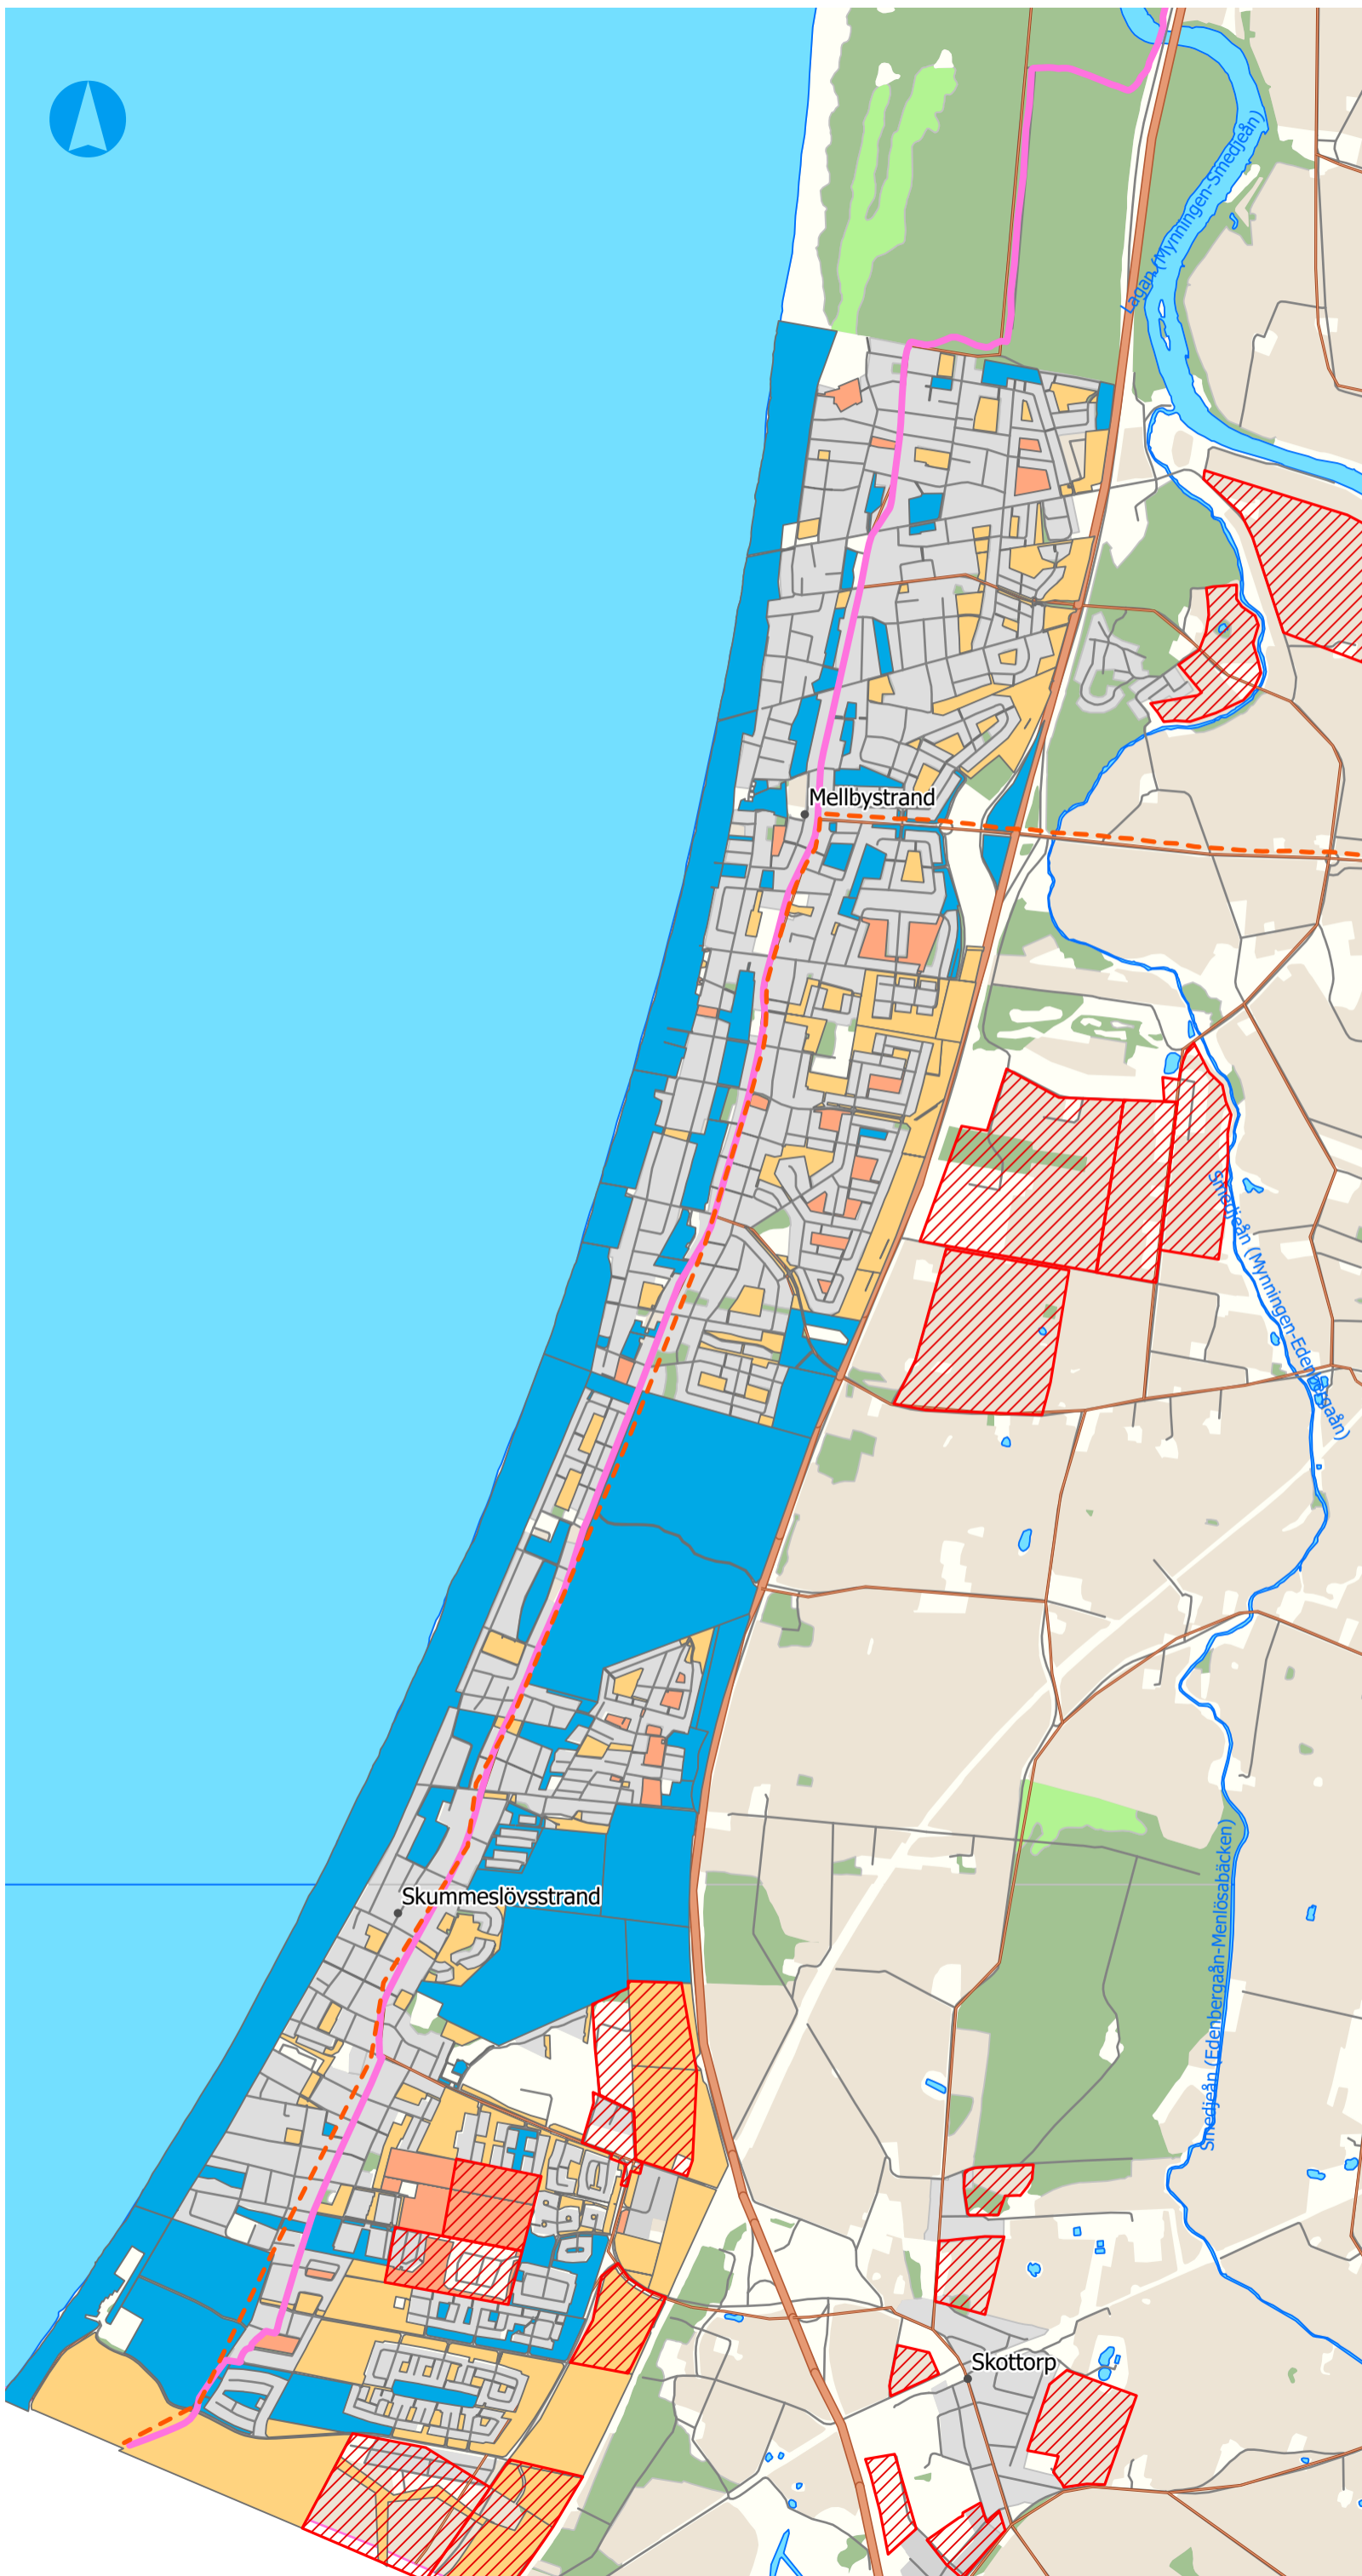 Lagan (Mynningen-Smedjeån)
Mellbystrand
Smedjeån (Mynningen-Edenbergaån)
Skummeslövsstrand
Smedjeån (Edenbergaån-Menlösabäcken)
Skottorp